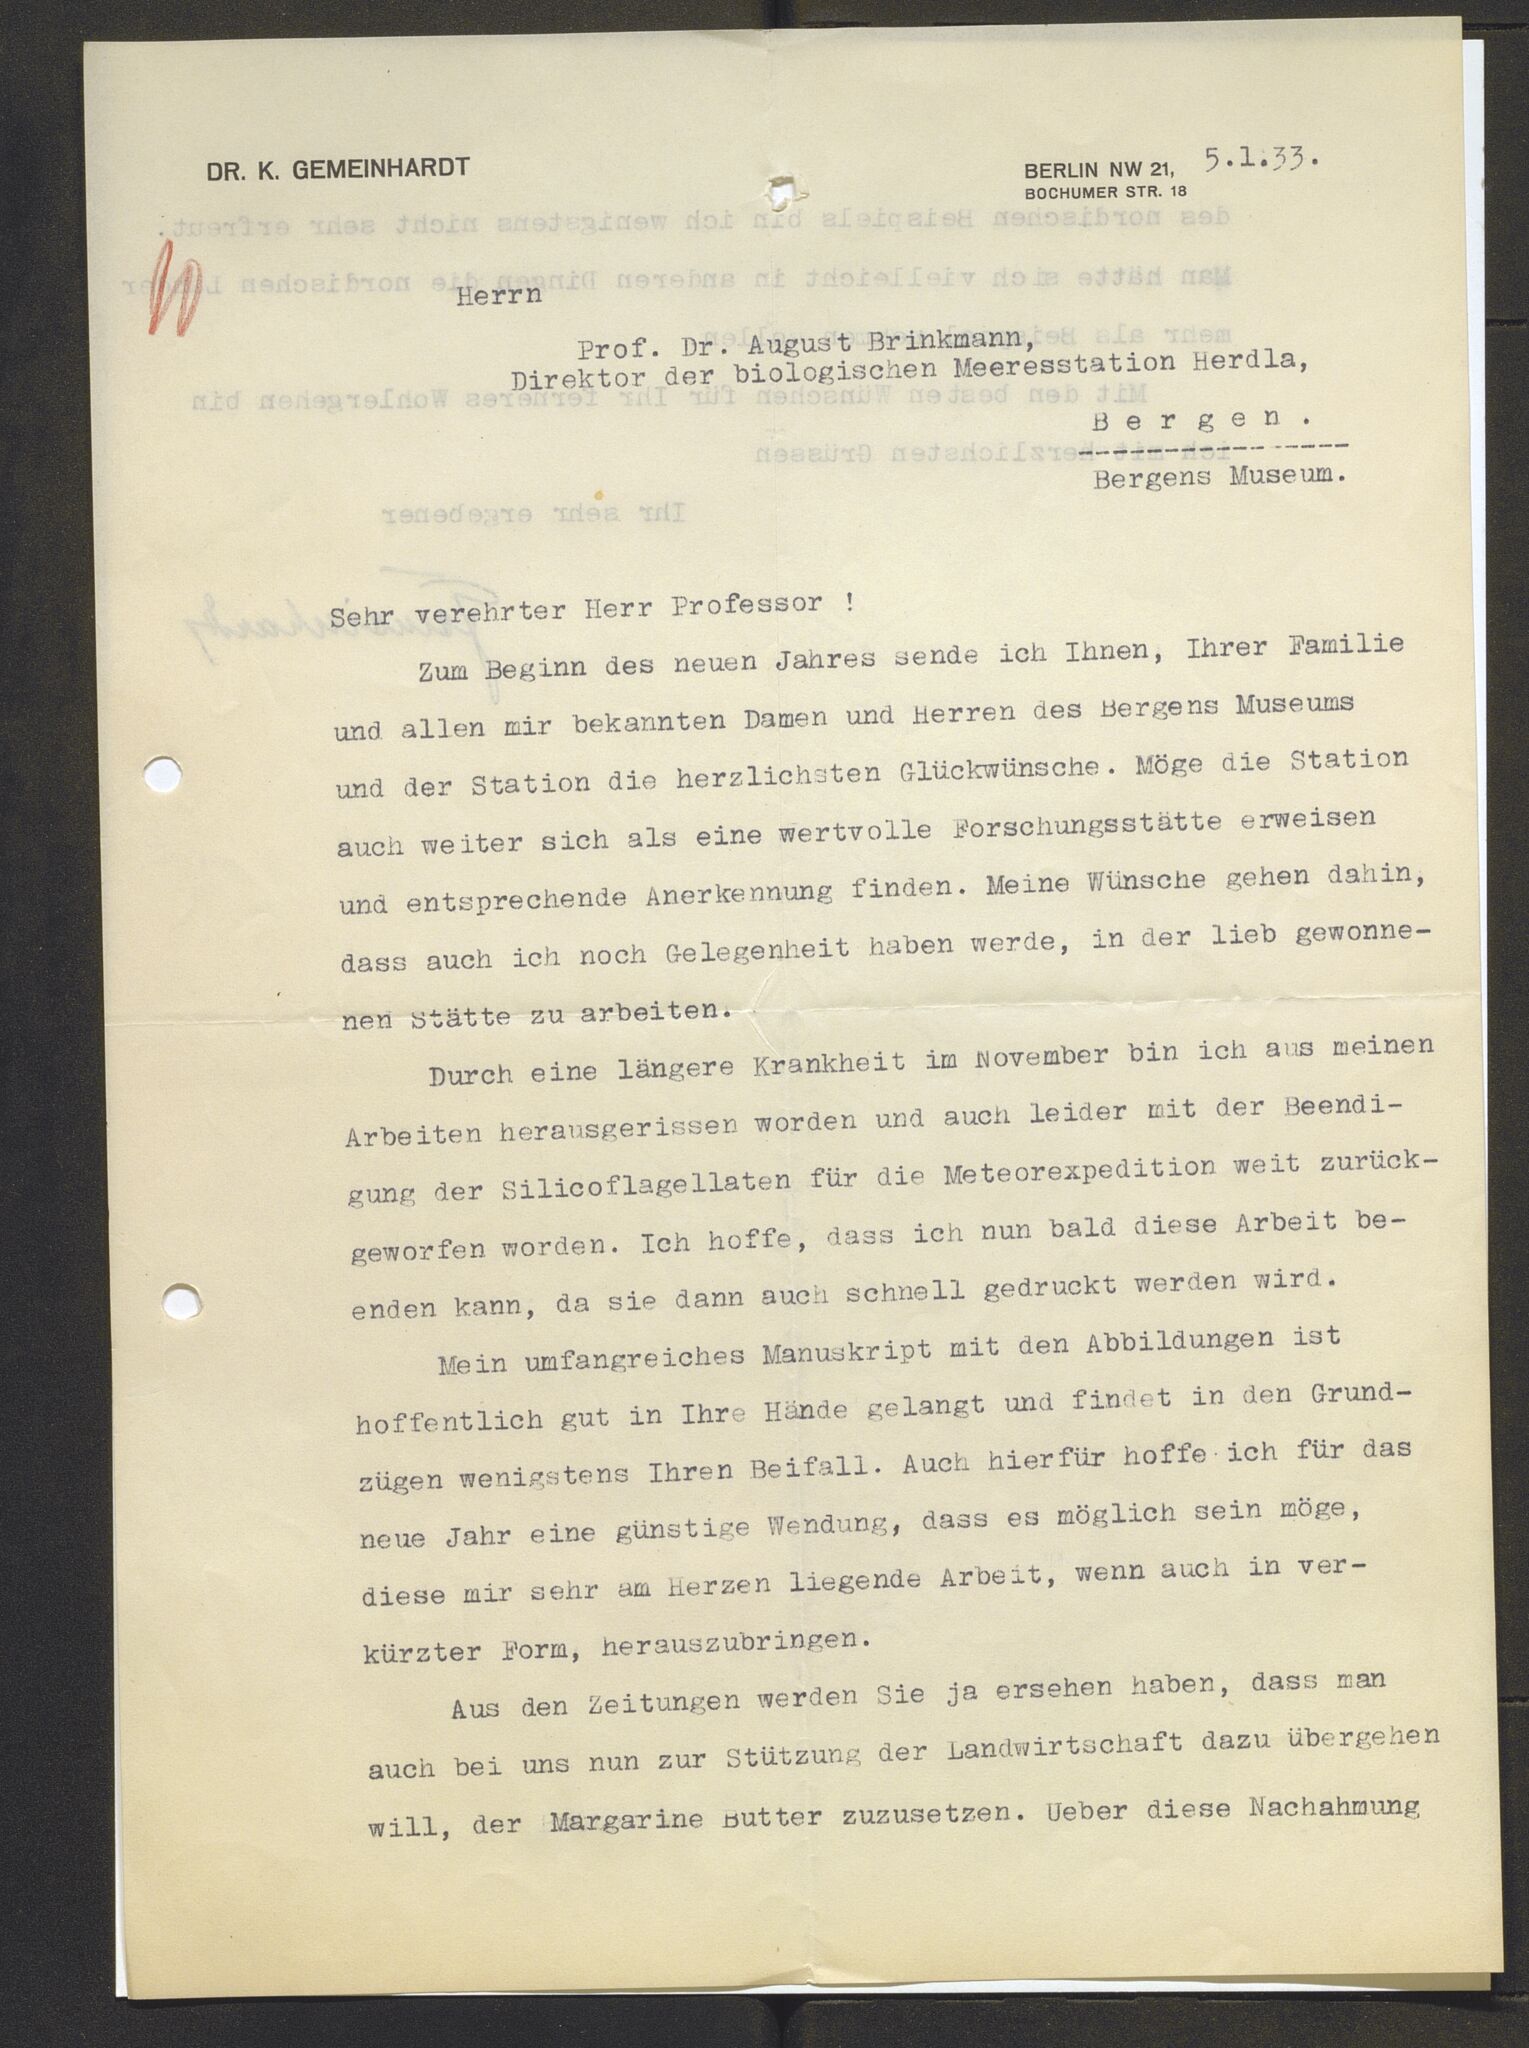 DR. K. GEMEINHARDT
BERLIN NW 21, 5.1.33.
BOCHUMER STR. 18
Herrn
Prof. Dr. August Brinkmann,
Direktor der biologischen Meeresstation Herdla,
B e r g e n .
-----------------
Bergens Museum.
Sehr verehrter Herr Professor !
Zum Beginn des neuen Jahres sende ich Ihnen, Ihrer Familie
und allen mir bekannten Damen und Herren des Bergens Museums
und der Station die herzlichsten Glückwünsche. Möge die Station
auch weiter sich als eine wertvolle Forschungsstätte erweisen
und entsprechende Anerkennung finden. Meine Wünsche gehen dahin,
dass auch ich noch Gelegenheit haben werde, in der lieb gewonne-
nen Stätte zu arbeiten.
Durch eine längere Krankheit im November bin ich aus meinen
Arbeiten herausgerissen worden und auch leider mit der Beendi-
gung der Silicoflagellaten für die Meteorexpedition weit zurück-
geworfen worden. Ich hoffe, dass ich nun bald diese Arbeit be-
enden kann, da sie dann auch schnell gedruckt werden wird.
Mein umfangreiches Manuskript mit den Abbildungen ist
hoffentlich gut in Ihre Hände gelangt und findet in den Grund-
zügen wenigstens Ihren Beifall. Auch hierfür hoffe ich für das
neue Jahr eine günstige Wendung, dass es möglich sein möge,
diese mir sehr am Herzen liegende Arbeit, wenn auch in ver-
kürzter Form, herauszubringen.
Aus den Zeitungen werden Sie ja ersehen haben, dass man
auch bei uns nun zur Stützung der Landwirtschaft dazu übergehen
will, der Margarine Butter zuzusetzen. Ueber diese Nachahmung